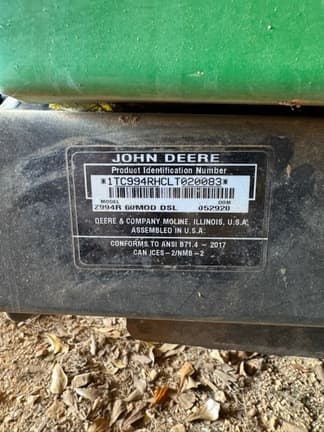 JOHN DEERE
Product Identification Number
*1TC994RHCLT020083*
MODEL OOM
Z994R 60MOD DSL 052920
DEERE & COMPANY MOLINE, ILLINOIS, U.S.A.
ASSEMBLED IN U.S.A.
CONFORMS TO ANSI B71.4 – 2017
CAN ICES-2/NMB-2